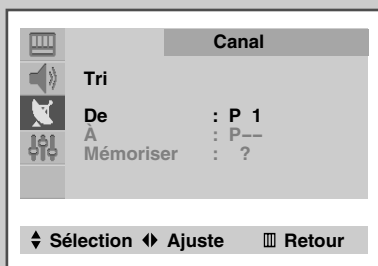 Canal
Tri
De : P 1
À : P--
Mémoriser : ?
Sélection Ajuste Retour